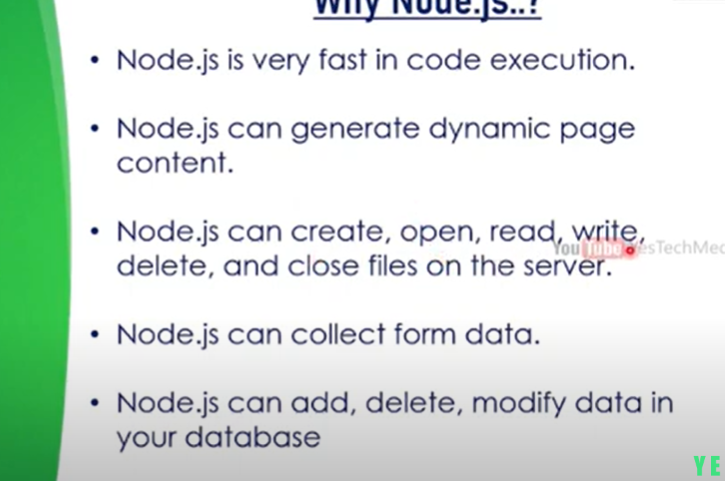 Why Node.js..?
• Node.js is very fast in code execution.
• Node.js can generate dynamic page
content.
• Node.js can create, open, read, write,
delete, and close files on the server.
YouTube esTechMed
• Node.js can collect form data.
• Node.js can add, delete, modify data in
your database
YE